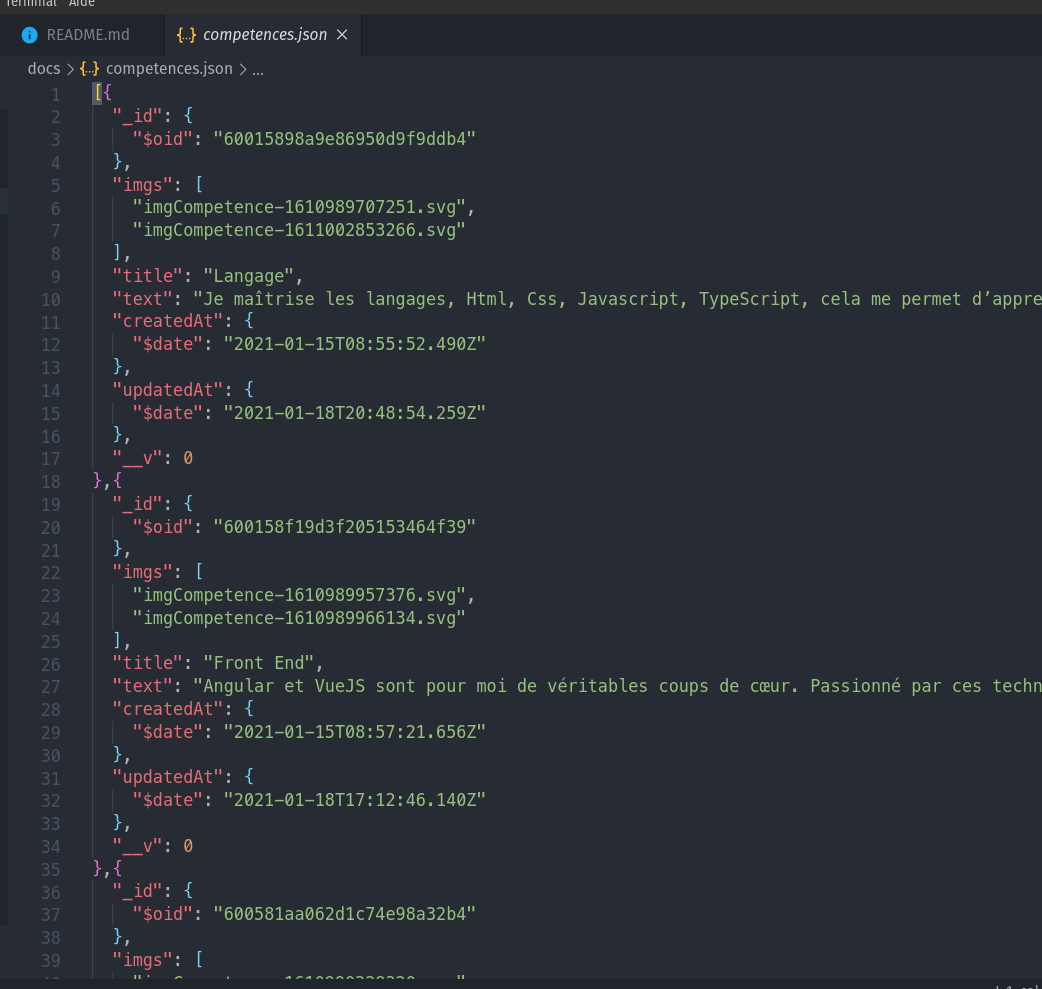 Terminal Aide
README.md {..} competences.json ×
docs > {..} competences.json > ...
1 [{
2 "_id": {
3 "$oid": "60015898a9e86950d9f9ddb4"
4 },
5 "imgs": [
6 "imgCompetence-1610989707251.svg",
7 "imgCompetence-1611002853266.svg"
8 ],
9 "title": "Langage",
10 "text": "Je maîtrise les langages, Html, Css, Javascript, TypeScript, cela me permet d’appre
11 "createdAt": {
12 "$date": "2021-01-15T08:55:52.490Z"
13 },
14 "updatedAt": {
15 "$date": "2021-01-18T20:48:54.259Z"
16 },
17 "__v": 0
18 },{
19 "_id": {
20 "$oid": "600158f19d3f205153464f39"
21 },
22 "imgs": [
23 "imgCompetence-1610989957376.svg",
24 "imgCompetence-1610989966134.svg"
25 ],
26 "title": "Front End",
27 "text": "Angular et VueJS sont pour moi de véritables coups de cœur. Passionné par ces techn
28 "createdAt": {
29 "$date": "2021-01-15T08:57:21.656Z"
30 },
31 "updatedAt": {
32 "$date": "2021-01-18T17:12:46.140Z"
33 },
34 "__v": 0
35 },{
36 "_id": {
37 "$oid": "600581aa062d1c74e98a32b4"
38 },
39 "imgs": [